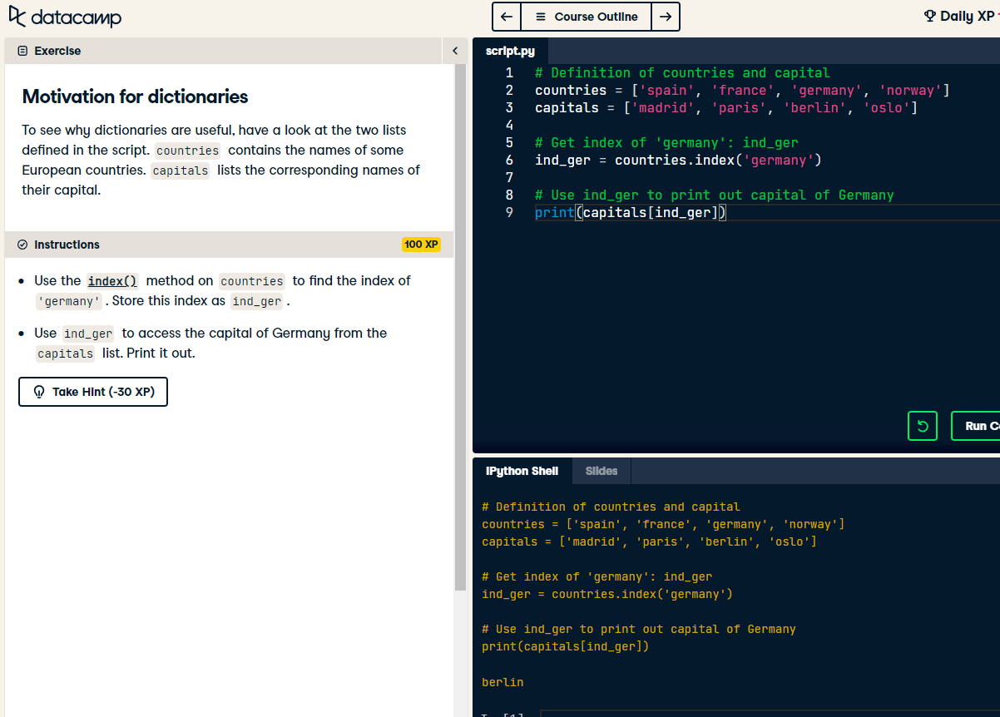 datacamp
Course Outline
Daily XP
Exercise
Motivation for dictionaries
To see why dictionaries are useful, have a look at the two lists
defined in the script. countries contains the names of some
European countries. capitals lists the corresponding names of
their capital.
Instructions
100 XP
Use the index() method on countries to find the index of
'germany' . Store this index as ind_ger .
Use ind_ger to access the capital of Germany from the
capitals list. Print it out.
Take Hint (-30 XP)
script.py
1 # Definition of countries and capital
2 countries = ['spain', 'france', 'germany', 'norway']
3 capitals = ['madrid', 'paris', 'berlin', 'oslo']
4
5 # Get index of 'germany': ind_ger
6 ind_ger = countries.index('germany')
7
8 # Use ind_ger to print out capital of Germany
9 print(capitals[ind_ger])
Run
IPython Shell
Slides
# Definition of countries and capital
countries = ['spain', 'france', 'germany', 'norway']
capitals = ['madrid', 'paris', 'berlin', 'oslo']
# Get index of 'germany': ind_ger
ind_ger = countries.index('germany')
# Use ind_ger to print out capital of Germany
print(capitals[ind_ger])
berlin